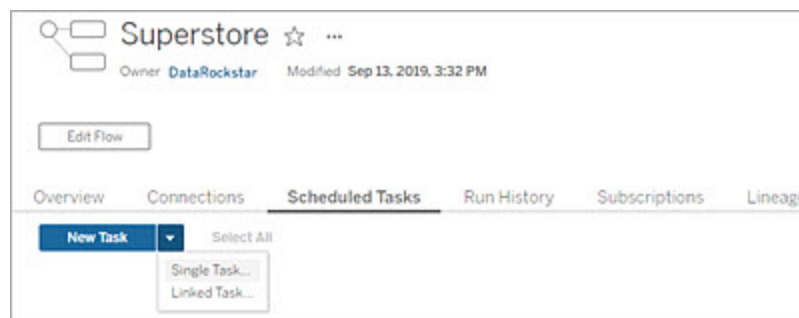 Superstore ☆ ...
Owner DataRockstar Modified Sep 13, 2019, 3:32 PM
Edit Flow
Overview Connections Scheduled Tasks Run History Subscriptions Lineag
New Task Select All
Single Task...
Linked Task...